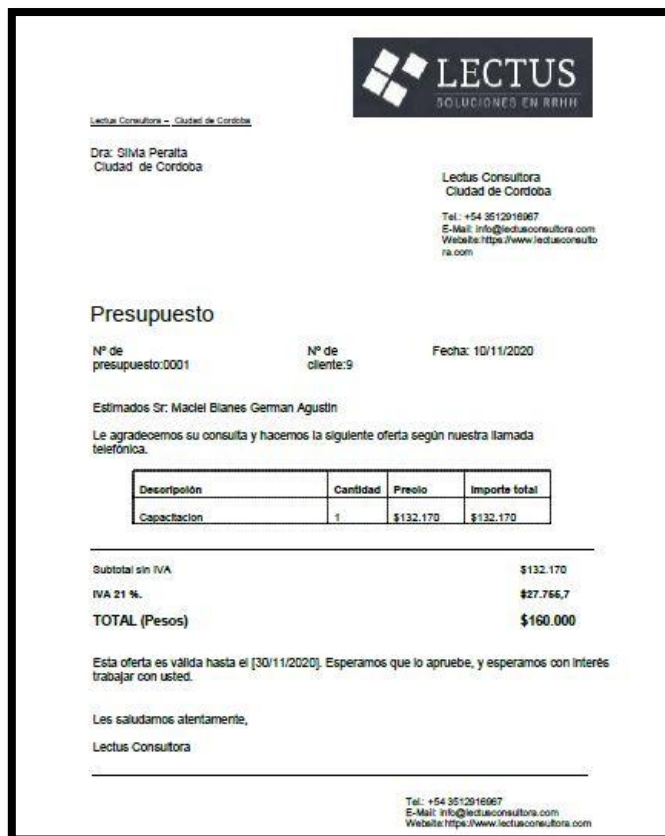 LECTUS
SOLUCIONES EN RRHH
Lectus Consultora – Ciudad de Cordoba
Dra: Silvia Peralta
Ciudad de Cordoba
Lectus Consultora
Ciudad de Cordoba
Tel.: +54 3512916967
E-Mail: info@lectusconsultora.com
Website:https://www.lectusconsulto
ra.com
Presupuesto
Nº de
presupuesto:0001
Nº de
cliente:9
Fecha: 10/11/2020
Estimados Sr: Maciel Blanes German Agustin
Le agradecemos su consulta y hacemos la siguiente oferta según nuestra llamada
telefónica.
Descripción Cantidad Precio Importe total
Capacitacion 1 $132.170 $132.170
Subtotal sin IVA $132.170
IVA 21 %. $27.755,7
TOTAL (Pesos) $160.000
Esta oferta es válida hasta el [30/11/2020]. Esperamos que lo apruebe, y esperamos con interés
trabajar con usted.
Les saludamos atentamente,
Lectus Consultora
Tel.: +54 3512916967
E-Mail: info@lectusconsultora.com
Website:https://www.lectusconsultora.com